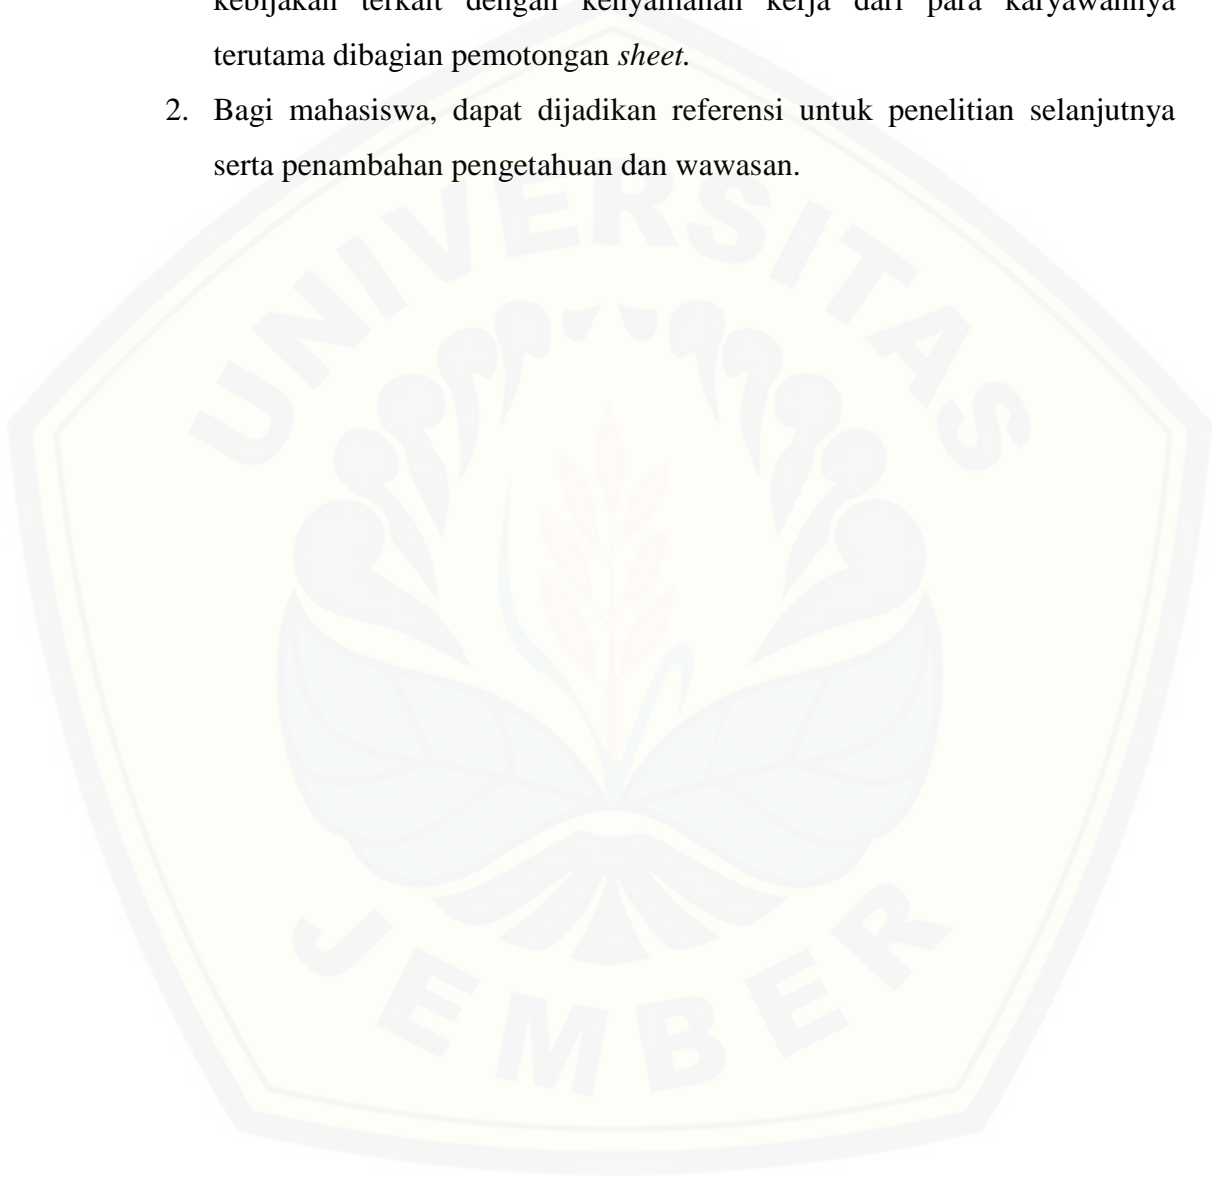 kebijakan terkait dengan kenyamanan kerja dari para karyawannya
terutama dibagian pemotongan sheet.
2. Bagi mahasiswa, dapat dijadikan referensi untuk penelitian selanjutnya
serta penambahan pengetahuan dan wawasan.
UNIVERSITAS
JEMBER